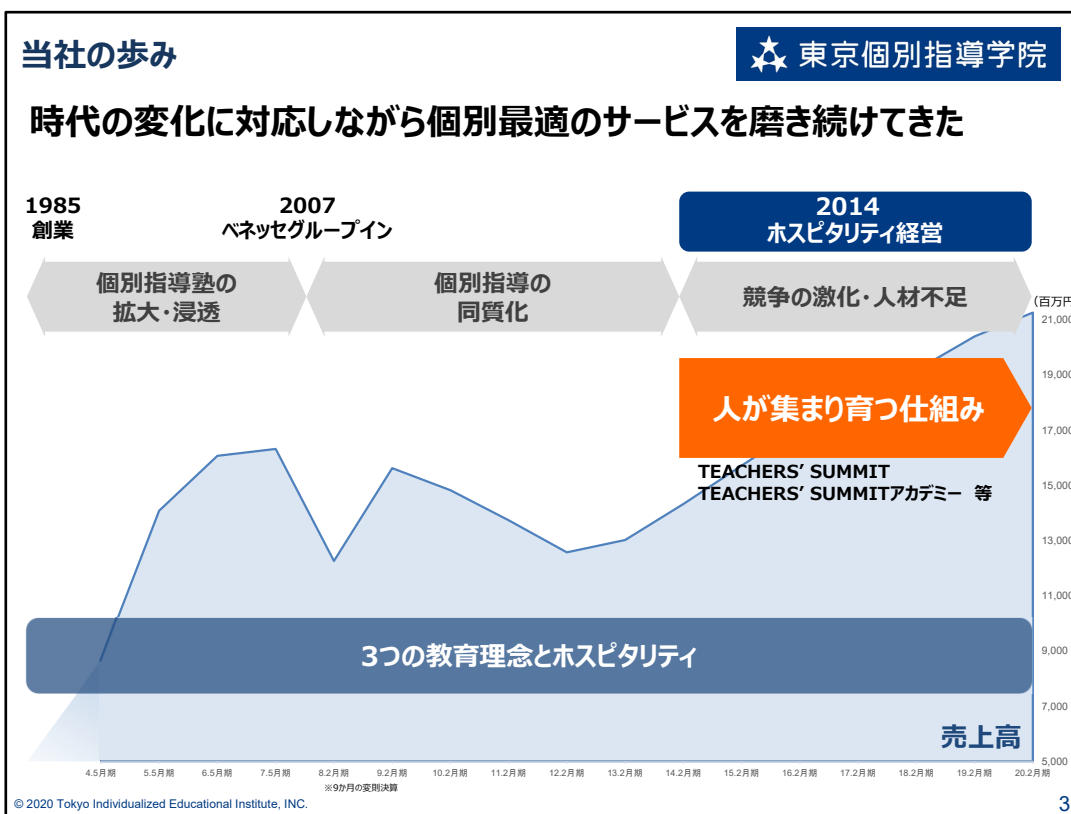 当社の歩み
東京個別指導学院
時代の変化に対応しながら個別最適のサービスを磨き続けてきた
1985
創業
2007
ベネッセグループイン
2014
ホスピタリティ経営
個別指導塾の
拡大・浸透
個別指導の
同質化
競争の激化・人材不足
(百万円
21,000
19,000
17,000
15,000
13,000
11,000
9,000
7,000
5,000
人が集まり育つ仕組み
TEACHERS’ SUMMIT
TEACHERS’ SUMMITアカデミー 等
3つの教育理念とホスピタリティ
売上高
4.5月期 5.5月期 6.5月期 7.5月期 8.2月期 9.2月期 10.2月期 11.2月期 12.2月期 13.2月期 14.2月期 15.2月期 16.2月期 17.2月期 18.2月期 19.2月期 20.2月期
※9か月の変則決算
© 2020 Tokyo Individualized Educational Institute, INC.
3